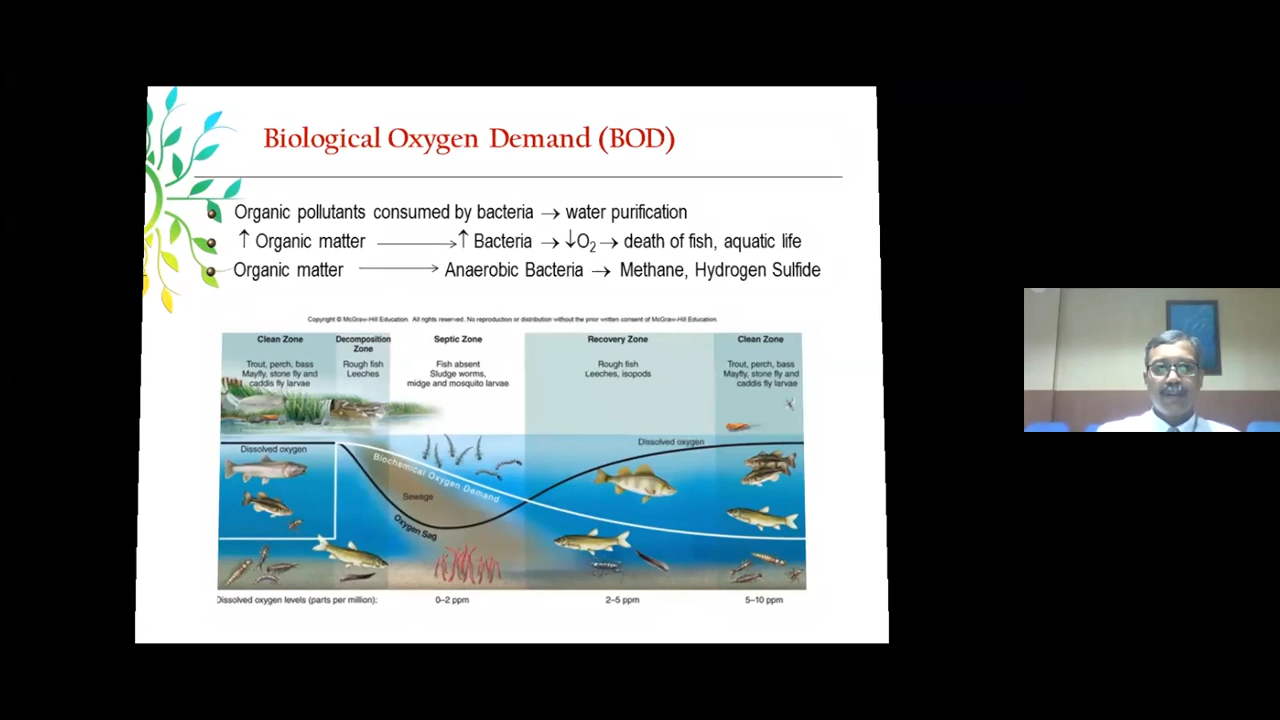 Biological Oxygen Demand (BOD)
Organic pollutants consumed by bacteria → water purification
↑ Organic matter → ↑ Bacteria → ↓O₂ → death of fish, aquatic life
Organic matter → Anaerobic Bacteria → Methane, Hydrogen Sulfide
Copyright © McGraw-Hill Education. All rights reserved. No reproduction or distribution without the prior written consent of McGraw-Hill Education.
Clean Zone
Trout, perch, bass
Mayfly, stone fly and
caddis fly larvae
Decomposition
Zone
Rough fish
Leeches
Septic Zone
Fish absent
Sludge worms,
midge and mosquito larvae
Recovery Zone
Rough fish
Leeches, isopods
Clean Zone
Trout, perch, bass
Mayfly, stone fly and
caddis fly larvae
Dissolved oxygen
Biochemical Oxygen Demand
Sewage
Oxygen Sag
Dissolved oxygen
Dissolved oxygen levels (parts per million):
0–2 ppm
2–5 ppm
5–10 ppm